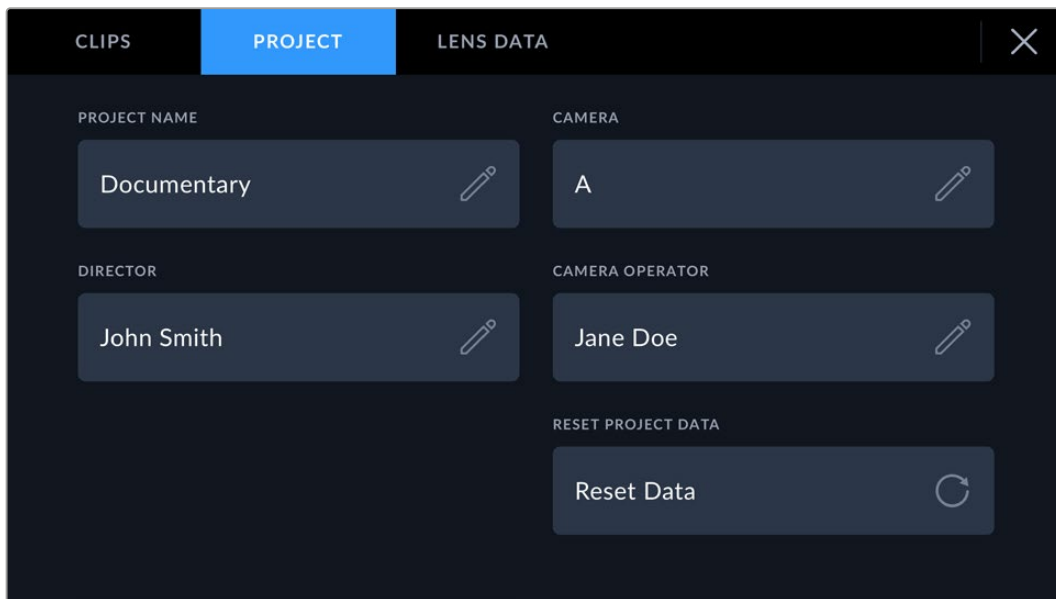 CLIPS PROJECT LENS DATA
PROJECT NAME CAMERA
Documentary A
DIRECTOR CAMERA OPERATOR
John Smith Jane Doe
RESET PROJECT DATA
Reset Data